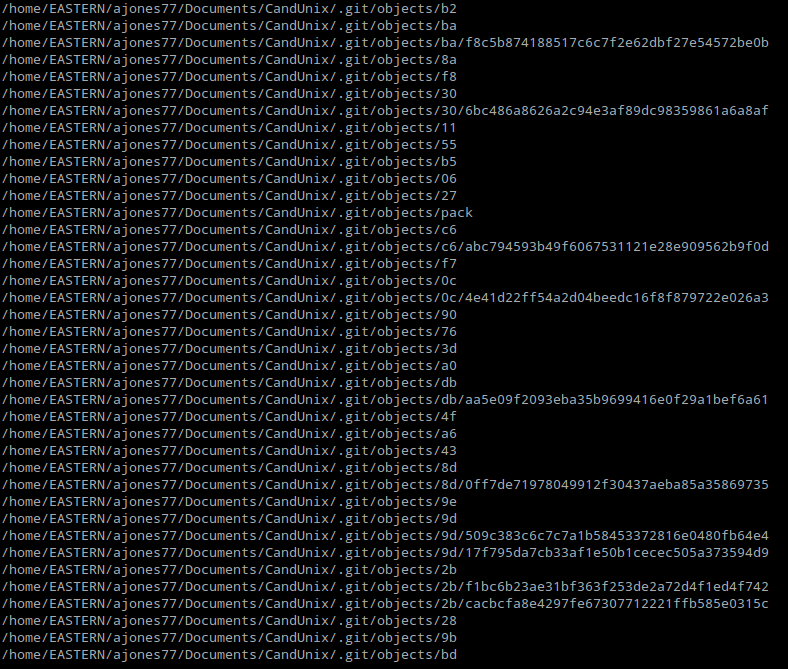 /home/EASTERN/ajones77/Documents/CandUnix/.git/objects/b2
/home/EASTERN/ajones77/Documents/CandUnix/.git/objects/ba
/home/EASTERN/ajones77/Documents/CandUnix/.git/objects/ba/f8c5b874188517c6c7f2e62dbf27e54572be0b
/home/EASTERN/ajones77/Documents/CandUnix/.git/objects/8a
/home/EASTERN/ajones77/Documents/CandUnix/.git/objects/f8
/home/EASTERN/ajones77/Documents/CandUnix/.git/objects/30
/home/EASTERN/ajones77/Documents/CandUnix/.git/objects/30/6bc486a8626a2c94e3af89dc98359861a6a8af
/home/EASTERN/ajones77/Documents/CandUnix/.git/objects/11
/home/EASTERN/ajones77/Documents/CandUnix/.git/objects/55
/home/EASTERN/ajones77/Documents/CandUnix/.git/objects/b5
/home/EASTERN/ajones77/Documents/CandUnix/.git/objects/06
/home/EASTERN/ajones77/Documents/CandUnix/.git/objects/27
/home/EASTERN/ajones77/Documents/CandUnix/.git/objects/pack
/home/EASTERN/ajones77/Documents/CandUnix/.git/objects/c6
/home/EASTERN/ajones77/Documents/CandUnix/.git/objects/c6/abc794593b49f6067531121e28e909562b9f0d
/home/EASTERN/ajones77/Documents/CandUnix/.git/objects/f7
/home/EASTERN/ajones77/Documents/CandUnix/.git/objects/0c
/home/EASTERN/ajones77/Documents/CandUnix/.git/objects/0c/4e41d22ff54a2d04beedc16f8f879722e026a3
/home/EASTERN/ajones77/Documents/CandUnix/.git/objects/90
/home/EASTERN/ajones77/Documents/CandUnix/.git/objects/76
/home/EASTERN/ajones77/Documents/CandUnix/.git/objects/3d
/home/EASTERN/ajones77/Documents/CandUnix/.git/objects/a0
/home/EASTERN/ajones77/Documents/CandUnix/.git/objects/db
/home/EASTERN/ajones77/Documents/CandUnix/.git/objects/db/aa5e09f2093eba35b9699416e0f29a1bef6a61
/home/EASTERN/ajones77/Documents/CandUnix/.git/objects/4f
/home/EASTERN/ajones77/Documents/CandUnix/.git/objects/a6
/home/EASTERN/ajones77/Documents/CandUnix/.git/objects/43
/home/EASTERN/ajones77/Documents/CandUnix/.git/objects/8d
/home/EASTERN/ajones77/Documents/CandUnix/.git/objects/8d/0ff7de71978049912f30437aeba85a35869735
/home/EASTERN/ajones77/Documents/CandUnix/.git/objects/9e
/home/EASTERN/ajones77/Documents/CandUnix/.git/objects/9d
/home/EASTERN/ajones77/Documents/CandUnix/.git/objects/9d/509c383c6c7c7a1b58453372816e0480fb64e4
/home/EASTERN/ajones77/Documents/CandUnix/.git/objects/9d/17f795da7cb33af1e50b1cecec505a373594d9
/home/EASTERN/ajones77/Documents/CandUnix/.git/objects/2b
/home/EASTERN/ajones77/Documents/CandUnix/.git/objects/2b/f1bc6b23ae31bf363f253de2a72d4f1ed4f742
/home/EASTERN/ajones77/Documents/CandUnix/.git/objects/2b/cacbcfa8e4297fe67307712221ffb585e0315c
/home/EASTERN/ajones77/Documents/CandUnix/.git/objects/28
/home/EASTERN/ajones77/Documents/CandUnix/.git/objects/9b
/home/EASTERN/ajones77/Documents/CandUnix/.git/objects/bd